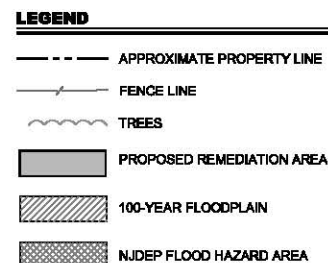 LEGEND
APPROXIMATE PROPERTY LINE
FENCE LINE
TREES
PROPOSED REMEDIATION AREA
100-YEAR FLOODPLAIN
NJDEP FLOOD HAZARD AREA